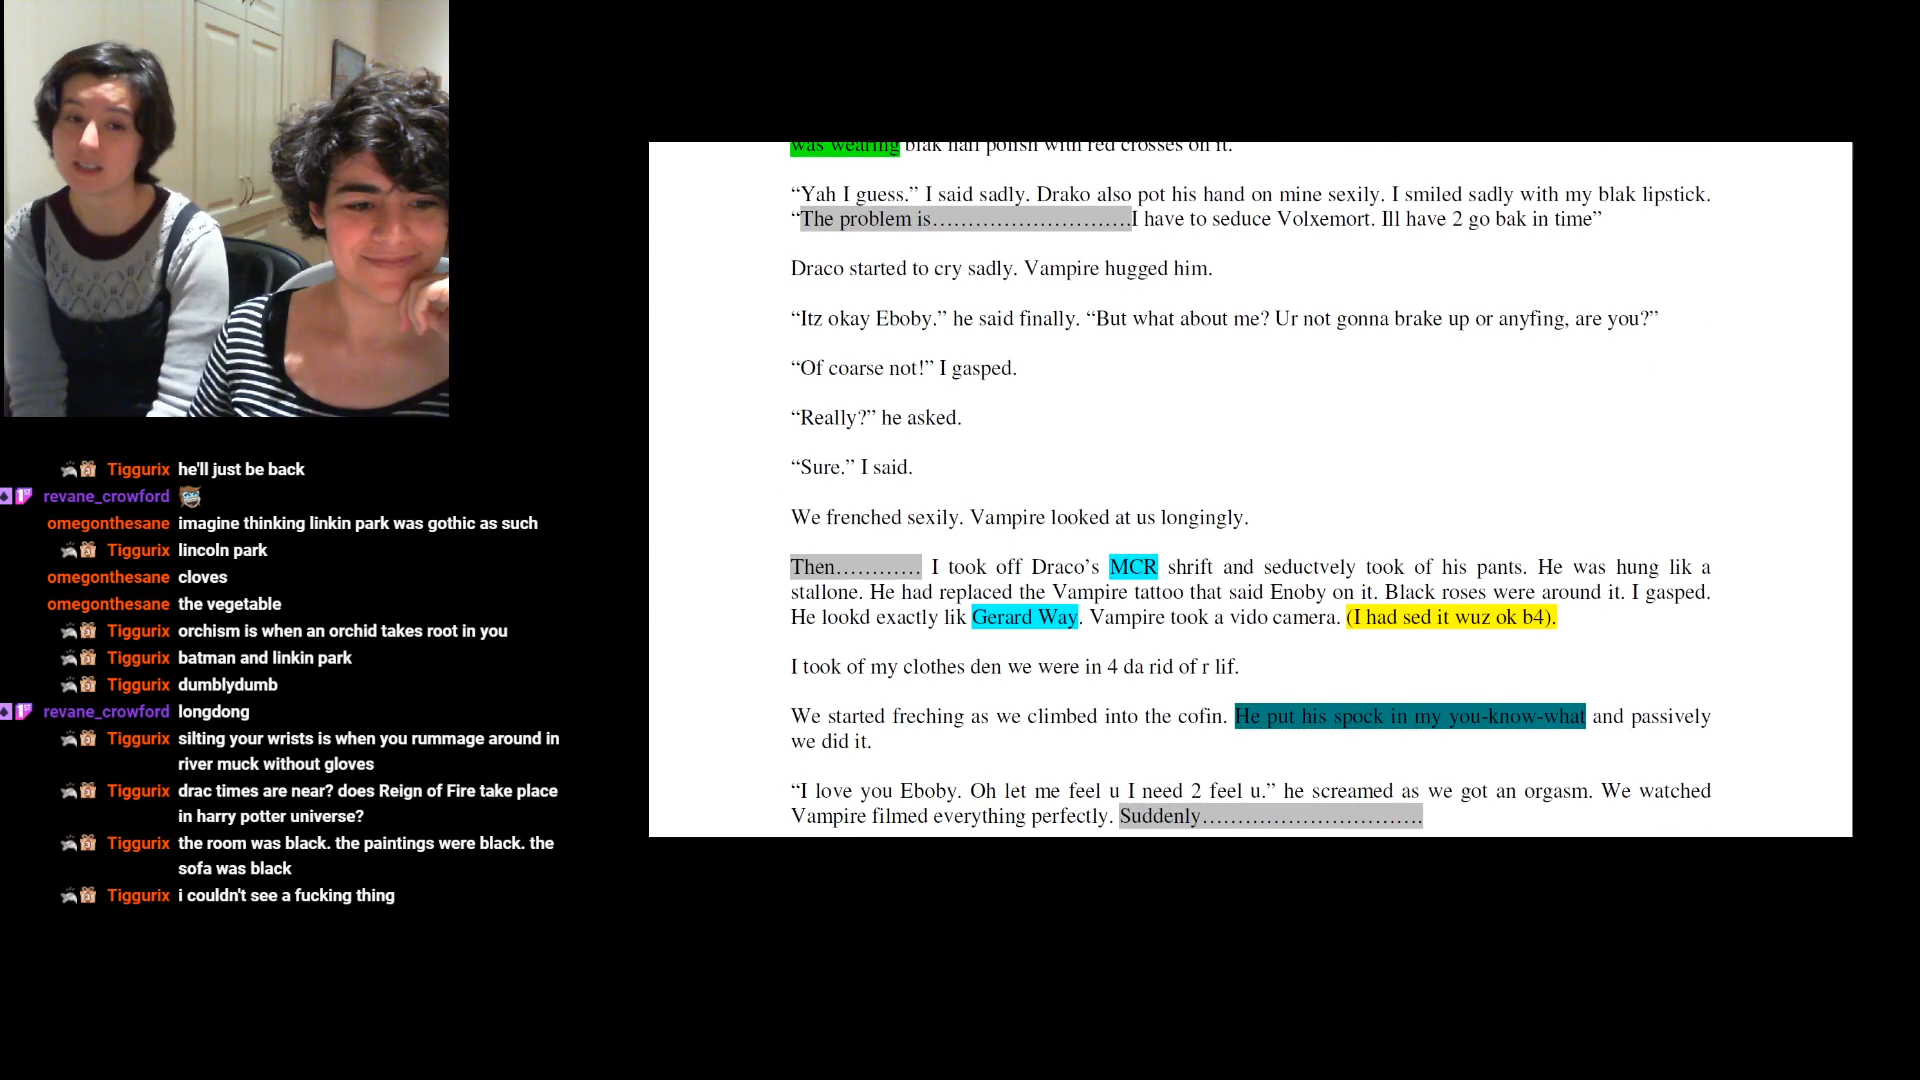 Tiggurix he'll just be back
revane_crowford
omegonthesane imagine thinking linkin park was gothic as such
Tiggurix lincoln park
omegonthesane cloves
omegonthesane the vegetable
Tiggurix orchism is when an orchid takes root in you
Tiggurix batman and linkin park
Tiggurix dumblydumb
revane_crowford longdong
Tiggurix silting your wrists is when you rummage around in
river muck without gloves
Tiggurix drac times are near? does Reign of Fire take place
in harry potter universe?
Tiggurix the room was black. the paintings were black. the
sofa was black
Tiggurix i couldn't see a fucking thing
was wearing blak nail polish with red crosses on it.
“Yah I guess.” I said sadly. Drako also pot his hand on mine sexily. I smiled sadly with my blak lipstick.
“The problem is……………………….I have to seduce Volxemort. Ill have 2 go bak in time”
Draco started to cry sadly. Vampire hugged him.
“Itz okay Eboby.” he said finally. “But what about me? Ur not gonna brake up or anyfing, are you?”
“Of coarse not!” I gasped.
“Really?” he asked.
“Sure.” I said.
We frenched sexily. Vampire looked at us longingly.
Then………… I took off Draco’s MCR shrift and seductvely took of his pants. He was hung like a
stallone. He had replaced the Vampire tattoo that said Enoby on it. Black roses were around it. I gasped.
He lookd exactly lik Gerard Way. Vampire took a vido camera. (I had sed it wuz ok b4).
I took of my clothes den we were in 4 da rid of r lif.
We started freching as we climbed into the cofin. He put his spock in my you-know-what and passively
we did it.
“I love you Eboby. Oh let me feel u I need 2 feel u.” he screamed as we got an orgasm. We watched
Vampire filmed everything perfectly. Suddenly………………………….